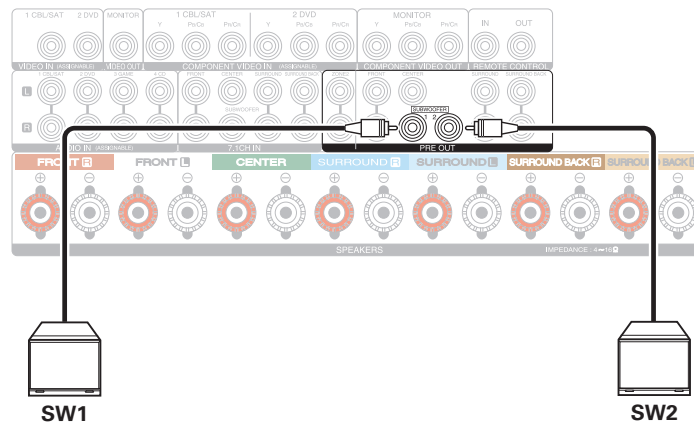 1 CBL/SAT 2 DVD MONITOR 1 CBL/SAT 2 DVD MONITOR IN OUT
Y PB/CB PR/CR Y PB/CB PR/CR Y PB/CB PR/CR
VIDEO IN (ASSIGNABLE) VIDEO OUT COMPONENT VIDEO IN (ASSIGNABLE) COMPONENT VIDEO OUT REMOTE CONTROL
1 CBL/SAT 2 DVD 3 GAME 4 CD FRONT CENTER SURROUND SURROUND BACK ZONE2 FRONT CENTER SURROUND SURROUND BACK
L
SUBWOOFER SUBWOOFER
R 1 2
AUDIO IN (ASSIGNABLE) 7.1CH IN PRE OUT
FRONT R FRONT L CENTER SURROUND R SURROUND L SURROUND BACK R SURROUND BACK L
⊕ ⊖ ⊕ ⊖ ⊕ ⊖ ⊕ ⊖ ⊕ ⊖ ⊕ ⊖ ⊕ ⊖
SPEAKERS IMPEDANCE : 4~16Ω
SW1 SW2